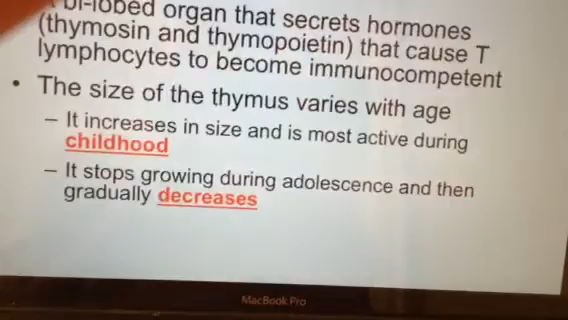 bi-lobed organ that secrets hormones
(thymosin and thymopoietin) that cause T
lymphocytes to become immunocompetent
• The size of the thymus varies with age
– It increases in size and is most active during
childhood
– It stops growing during adolescence and then
gradually decreases
MacBook Pro